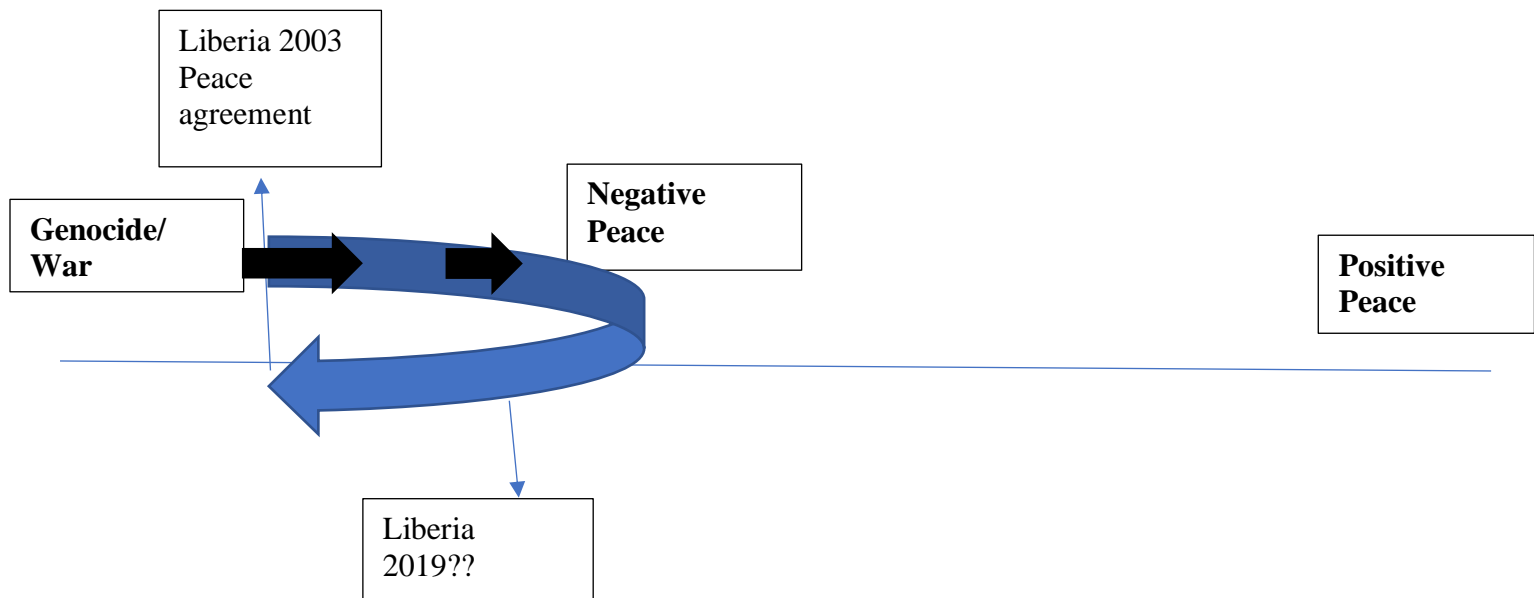 Liberia 2003
Peace
agreement
Genocide/
War
Negative
Peace
Positive
Peace
Liberia
2019??